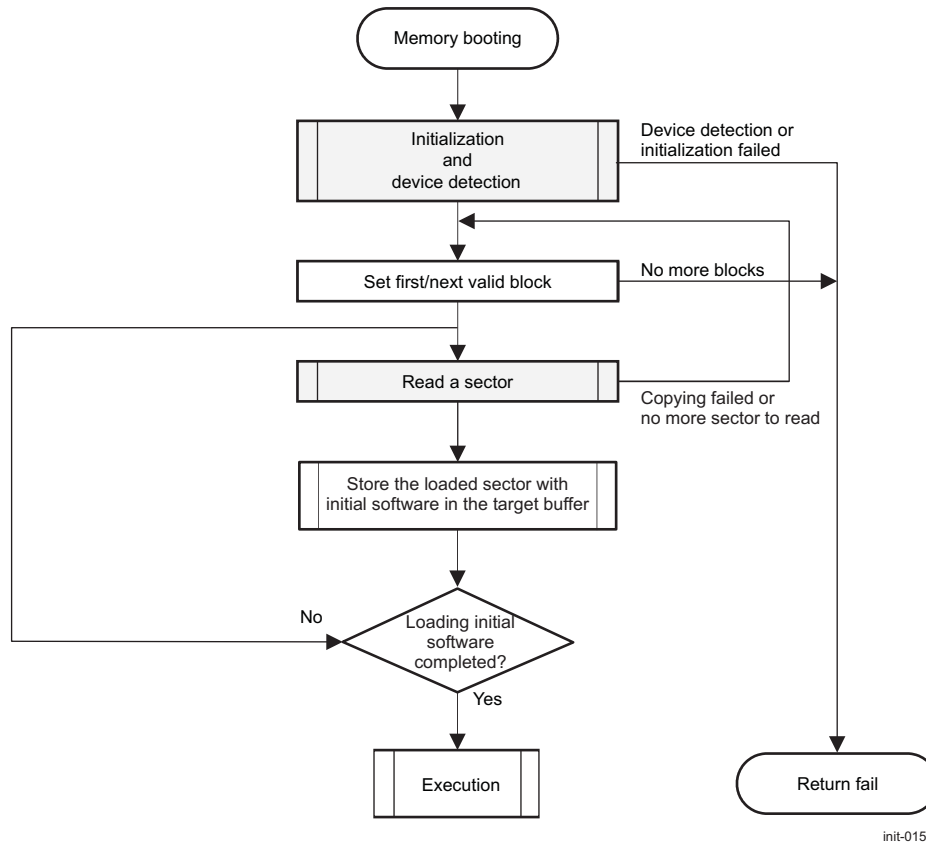 Memory booting
Initialization
and
device detection
Device detection or
initialization failed
Set first/next valid block
No more blocks
Read a sector
Copying failed or
no more sector to read
Store the loaded sector with
initial software in the target buffer
No
Loading initial
software
completed?
Yes
Execution
Return fail
init-015